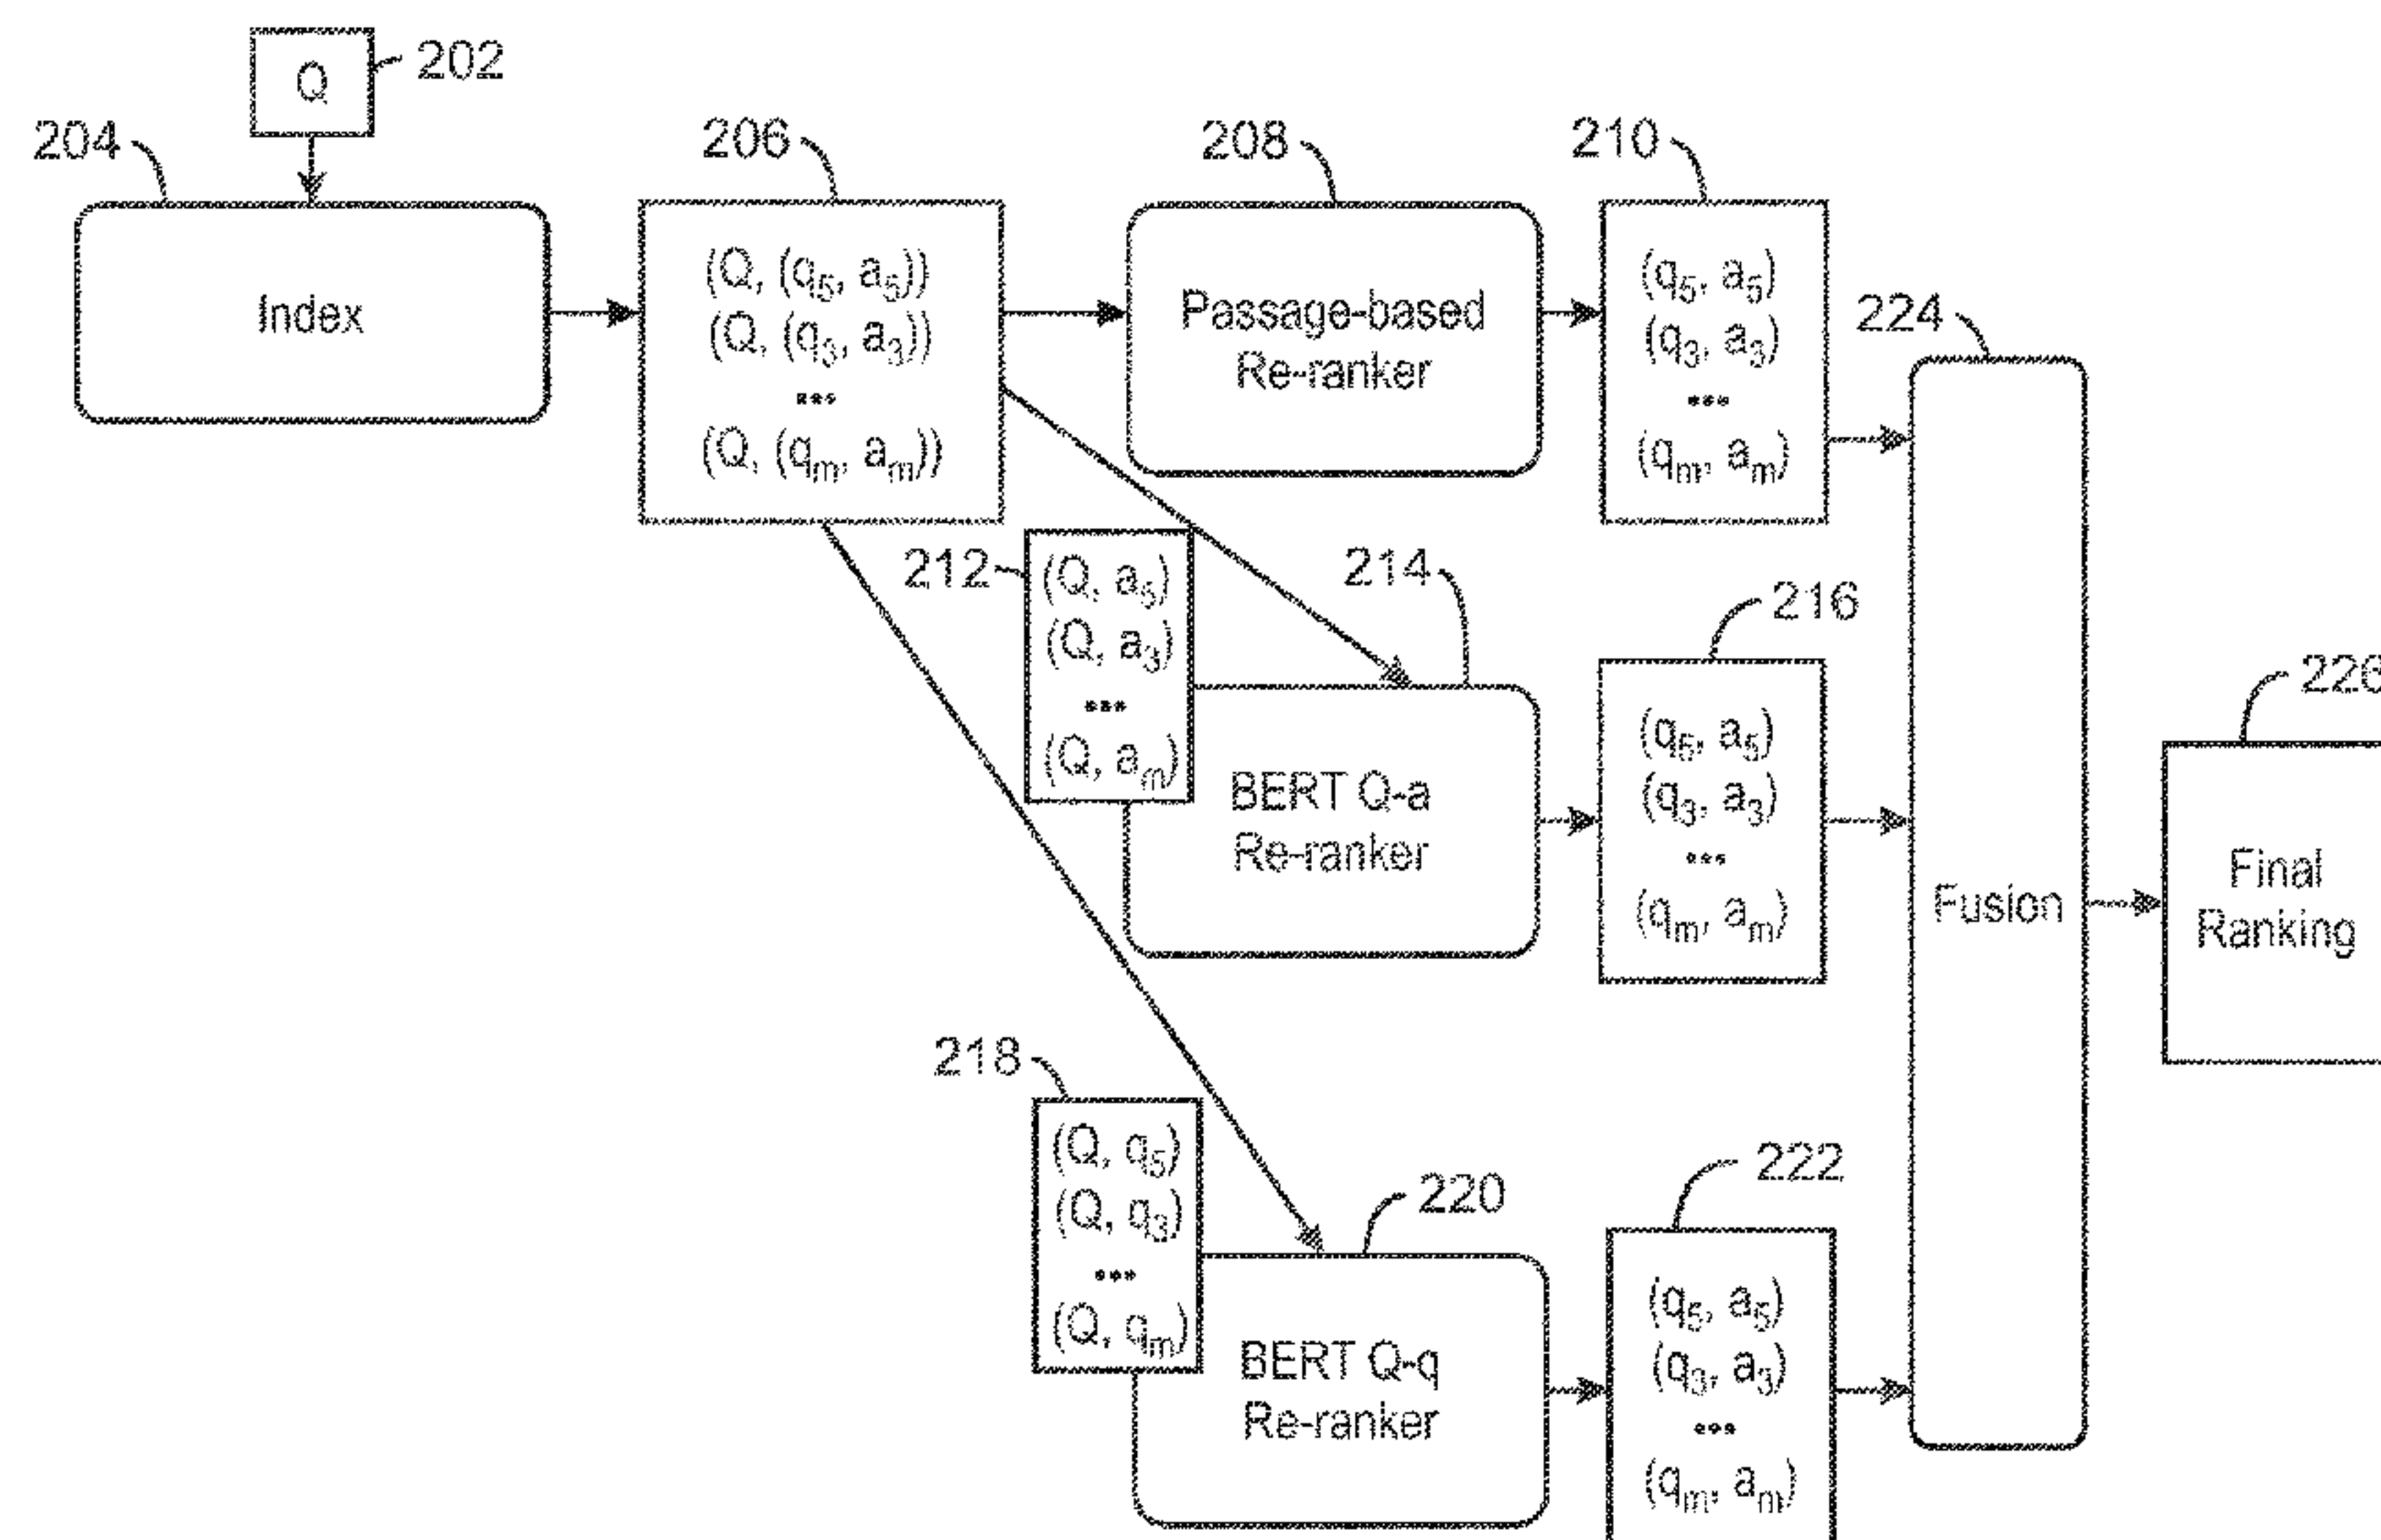 Q
202
204
Index
206
(Q, (q₅, a₅))
(Q, (q₃, a₃))
•••
(Q, (qₘ, aₘ))
208
Passage-based
Re-ranker
210
(q₅, a₅)
(q₃, a₃)
•••
(qₘ, aₘ)
212
(Q, a₅)
(Q, a₃)
•••
(Q, aₘ)
214
BERT Q-a
Re-ranker
216
(q₅, a₅)
(q₃, a₃)
•••
(qₘ, aₘ)
218
(Q, q₅)
(Q, q₃)
•••
(Q, qₘ)
220
BERT Q-q
Re-ranker
222
(q₅, a₅)
(q₃, a₃)
•••
(qₘ, aₘ)
224
Fusion
226
Final
Ranking